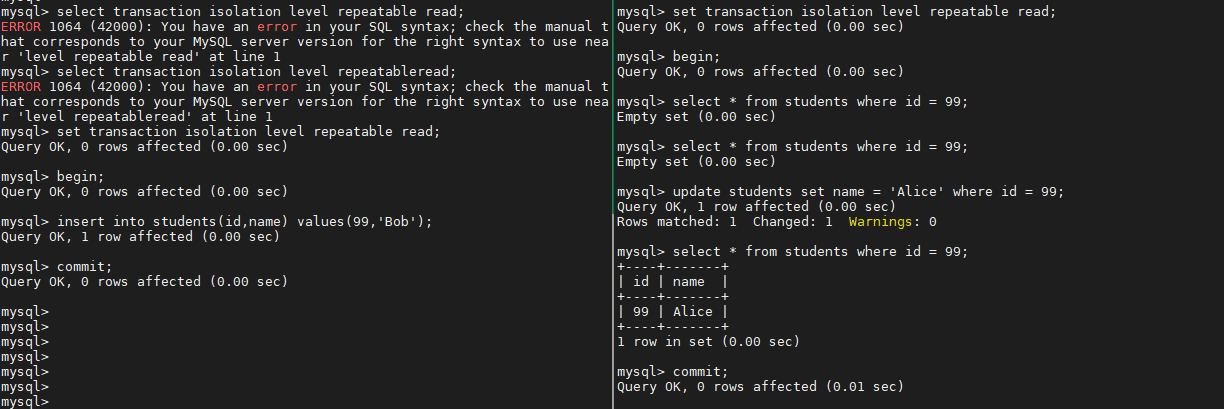 mysql> select transaction isolation level repeatable read;
ERROR 1064 (42000): You have an error in your SQL syntax; check the manual t
hat corresponds to your MySQL server version for the right syntax to use nea
r 'level repeatable read' at line 1
mysql> select transaction isolation level repeatableread;
ERROR 1064 (42000): You have an error in your SQL syntax; check the manual t
hat corresponds to your MySQL server version for the right syntax to use nea
r 'level repeatableread' at line 1
mysql> set transaction isolation level repeatable read;
Query OK, 0 rows affected (0.00 sec)
mysql> begin;
Query OK, 0 rows affected (0.00 sec)
mysql> insert into students(id,name) values(99,'Bob');
Query OK, 1 row affected (0.00 sec)
mysql> commit;
Query OK, 0 rows affected (0.00 sec)
mysql>
mysql>
mysql>
mysql>
mysql>
mysql>
mysql>
mysql> set transaction isolation level repeatable read;
Query OK, 0 rows affected (0.00 sec)
mysql> begin;
Query OK, 0 rows affected (0.00 sec)
mysql> select * from students where id = 99;
Empty set (0.00 sec)
mysql> select * from students where id = 99;
Empty set (0.00 sec)
mysql> update students set name = 'Alice' where id = 99;
Query OK, 1 row affected (0.00 sec)
Rows matched: 1  Changed: 1  Warnings: 0
mysql> select * from students where id = 99;
+----+-------+
| id | name  |
+----+-------+
| 99 | Alice |
+----+-------+
1 row in set (0.00 sec)
mysql> commit;
Query OK, 0 rows affected (0.01 sec)